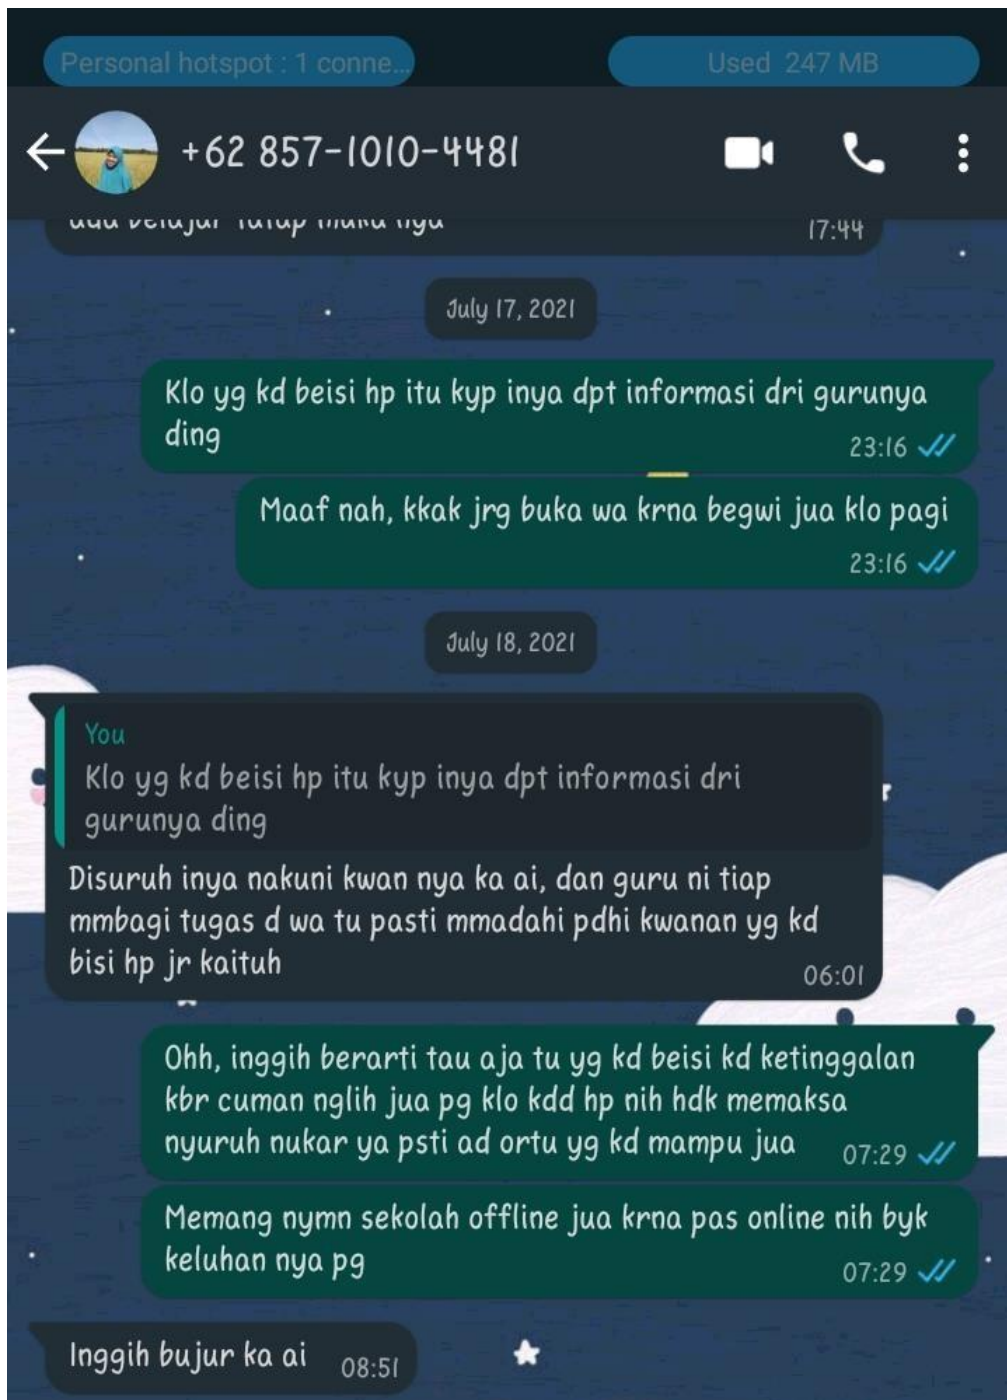 Personal hotspot : 1 conne...
Used 247 MB
+62 857-1010-4481
17:44
July 17, 2021
Klo yg kd beisi hp itu kyp inya dpt informasi dri gurunya
ding
23:16
Maaf nah, kkak jrg buka wa krna begwi jua klo pagi
23:16
July 18, 2021
You
Klo yg kd beisi hp itu kyp inya dpt informasi dri
gurunya ding
Disuruh inya nakuni kwan nya ka ai, dan guru ni tiap
mmbagi tugas d wa tu pasti mmadahi pdhi kwanan yg kd
bisi hp jr kaituh
06:01
Ohh, inggih berarti tau aja tu yg kd beisi kd ketinggalan
kbr cuman nglih jua pg klo kdd hp nih hdk memaksa
nyuruh nukar ya psti ad ortu yg kd mampu jua
07:29
Memang nymn sekolah offline jua krna pas online nih byk
keluhan nya pg
07:29
Inggih bujur ka ai
08:51